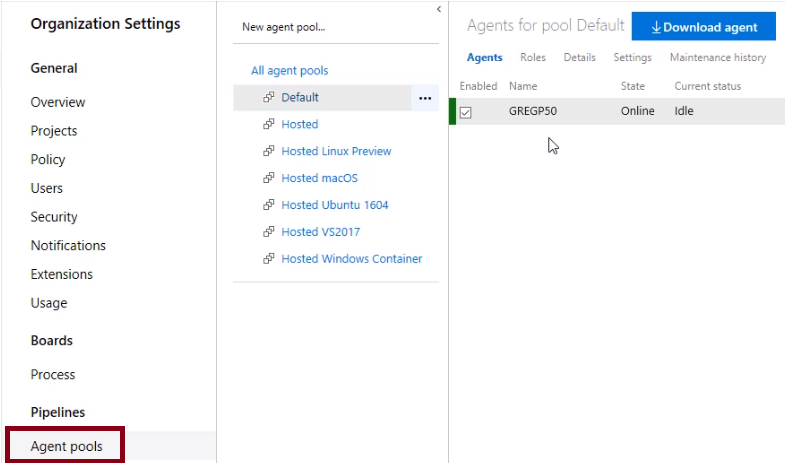 Organization Settings
General
Overview
Projects
Policy
Users
Security
Notifications
Extensions
Usage
Boards
Process
Pipelines
Agent pools
New agent pool...
All agent pools
Default
Hosted
Hosted Linux Preview
Hosted macOS
Hosted Ubuntu 1604
Hosted VS2017
Hosted Windows Container
Agents for pool Default
Download agent
Agents Roles Details Settings Maintenance history
Enabled Name State Current status
GREGP50 Online Idle